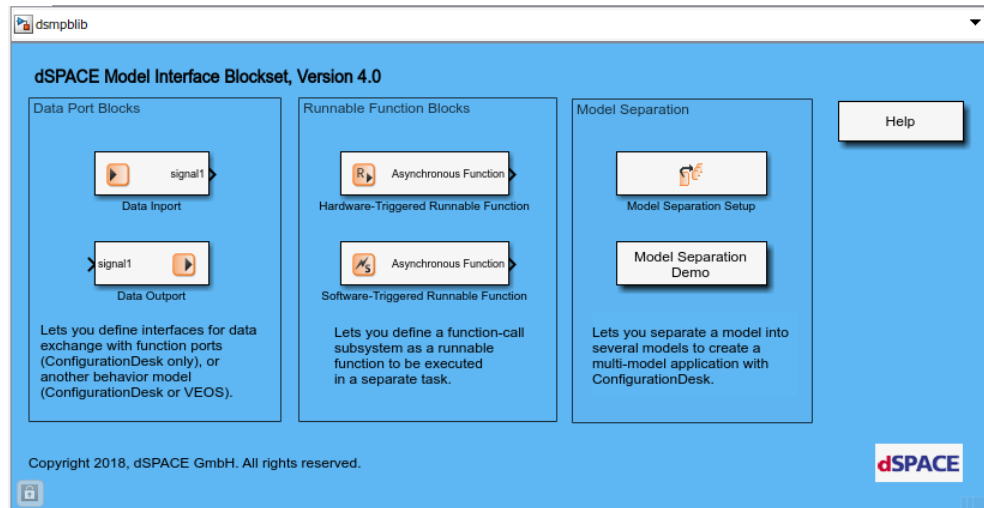 dsmpblib
dSPACE Model Interface Blockset, Version 4.0
Data Port Blocks
signal1
Data Inport
signal1
Data Outport
Lets you define interfaces for data
exchange with function ports
(ConfigurationDesk only), or
another behavior model
(ConfigurationDesk or VEOS).
Runnable Function Blocks
R
Asynchronous Function
Hardware-Triggered Runnable Function
S
Asynchronous Function
Software-Triggered Runnable Function
Lets you define a function-call
subsystem as a runnable
function to be executed
in a separate task.
Model Separation
Model Separation Setup
Model Separation
Demo
Lets you separate a model into
several models to create a
multi-model application with
ConfigurationDesk.
Help
Copyright 2018, dSPACE GmbH. All rights reserved.
dSPACE